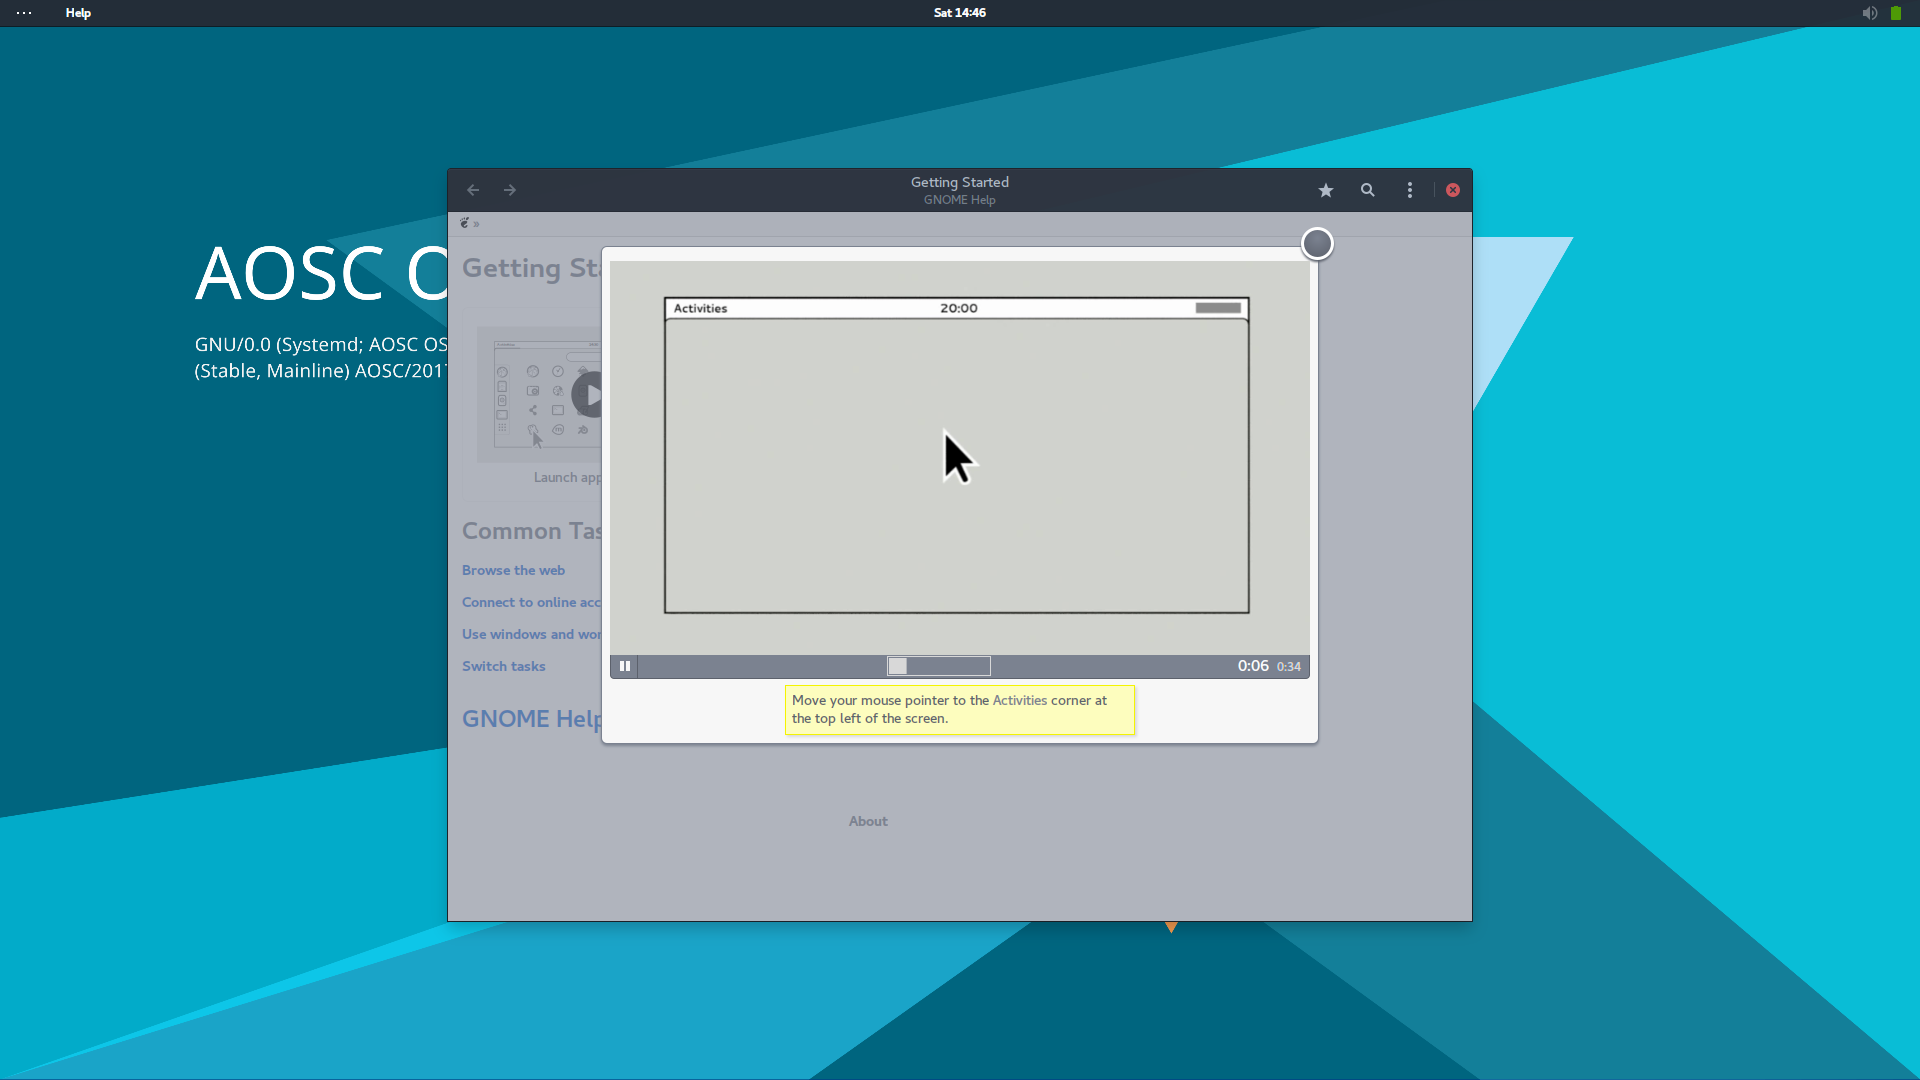 ··· Help Sat 14:46
Getting Started
GNOME Help
»
AOSC O
GNU/0.0 (Systemd; AOSC OS
(Stable, Mainline) AOSC/201
Getting Sta
Launch app
Common Tas
Browse the web
Connect to online acc
Use windows and wor
Switch tasks
GNOME Help
Activities 20:00
0:06 0:34
Move your mouse pointer to the Activities corner at
the top left of the screen.
About